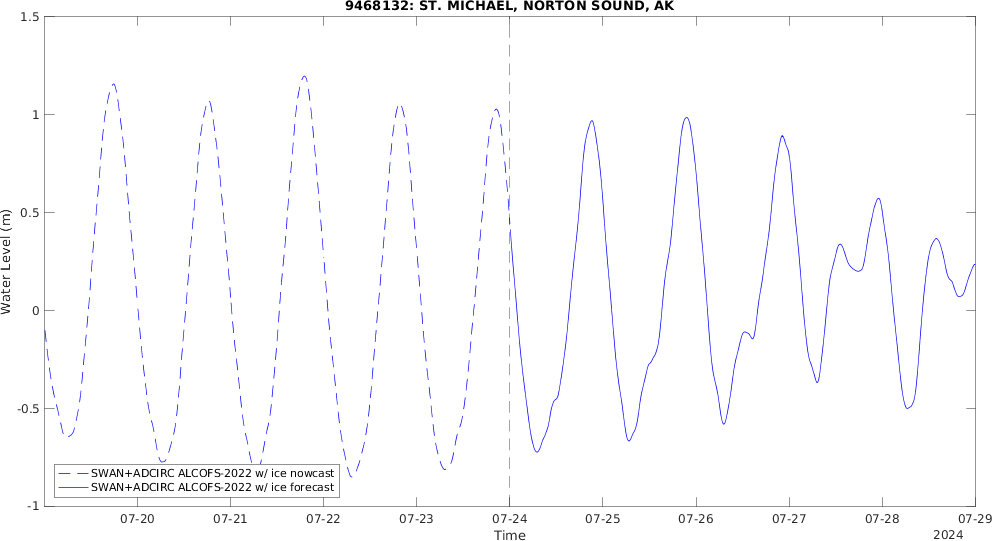 9468132: ST. MICHAEL, NORTON SOUND, AK
1.5
1
0.5
0
-0.5
-1
Water Level (m)
SWAN+ADCIRC ALCOFS-2022 w/ ice nowcast
SWAN+ADCIRC ALCOFS-2022 w/ ice forecast
07-20 07-21 07-22 07-23 07-24 07-25 07-26 07-27 07-28 07-29
Time
2024